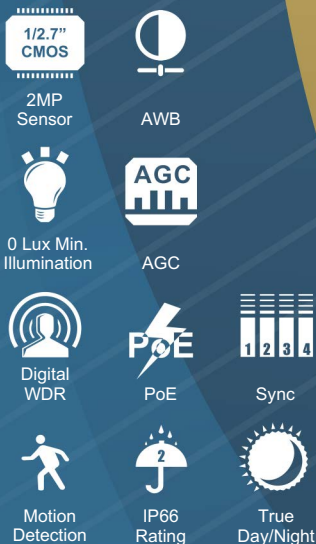 1/2.7”
CMOS
2MP
Sensor
AWB
0 Lux Min.
Illumination
AGC
AGC
Digital
WDR
PoE
PoE
1 2 3 4
Sync
Motion
Detection
2
IP66
Rating
True
Day/Night